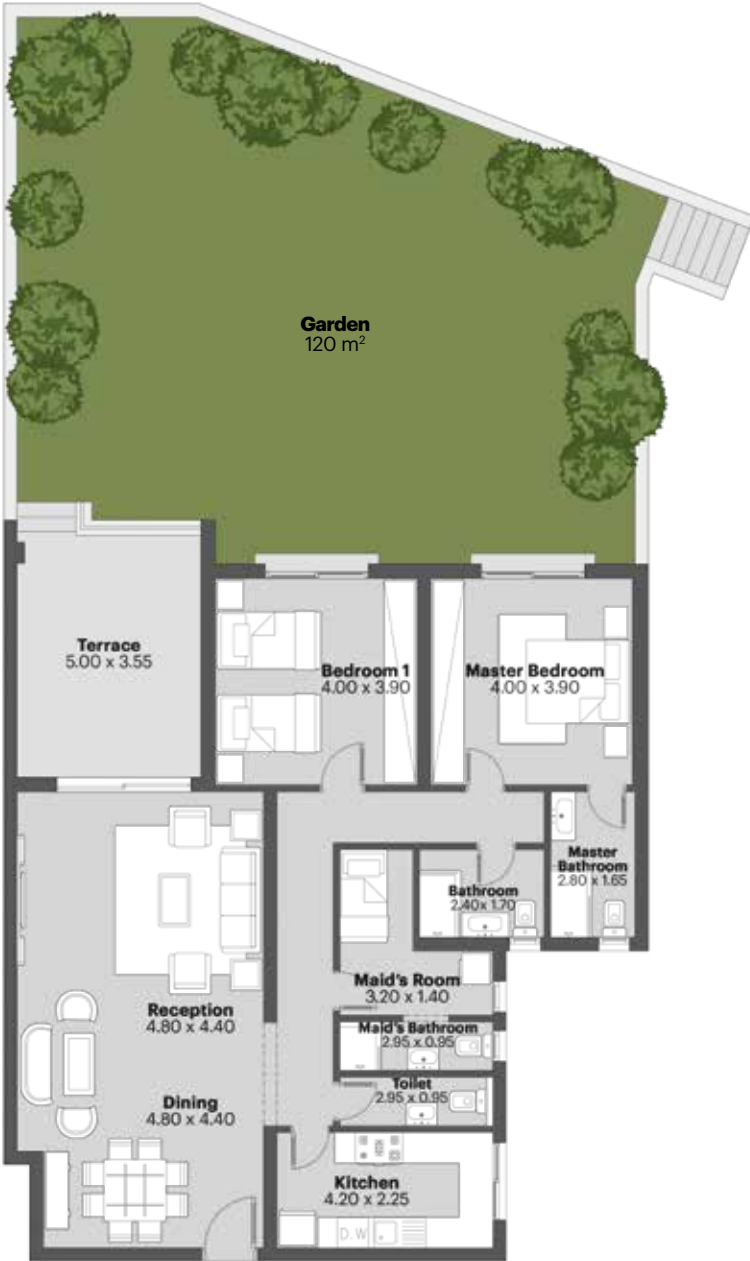 Garden
120 m²
Terrace
5.00 x 3.55
Bedroom 1
4.00 x 3.90
Master Bedroom
4.00 x 3.90
Master
Bathroom
2.80 x 1.65
Bathroom
2.40x 1.70
Maid's Room
3.20 x 1.40
Reception
4.80 x 4.40
Maid's Bathroom
2.95 x 0.95
Toilet
2.95 x 0.95
Dining
4.80 x 4.40
Kitchen
4.20 x 2.25
D.W